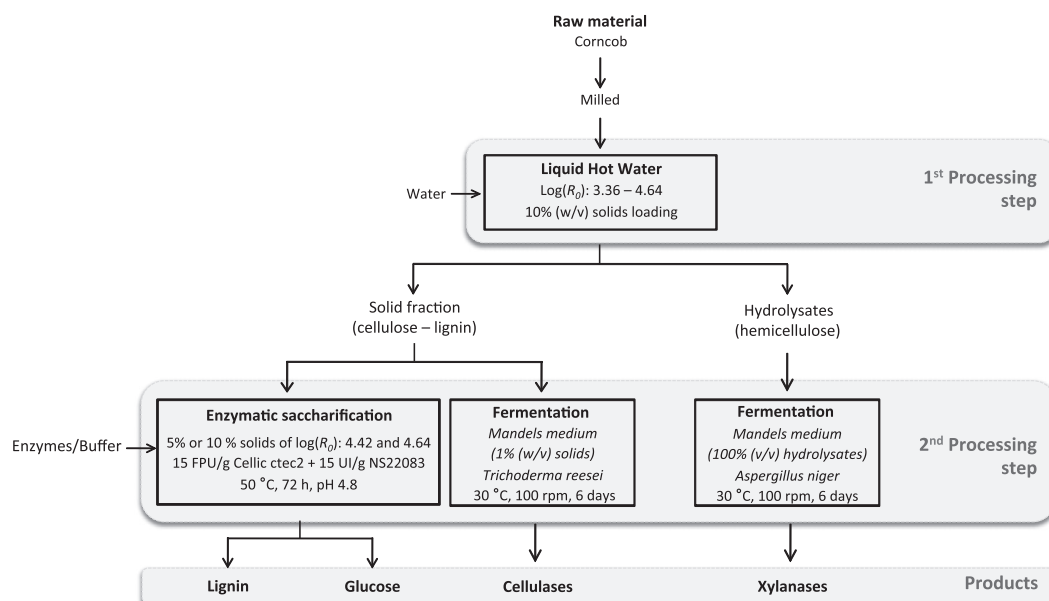 Raw material
Corncob
Milled
Liquid Hot Water
Log(R0): 3.36 – 4.64
10% (w/v) solids loading
Water
1st Processing
step
Solid fraction
(cellulose – lignin)
Hydrolysates
(hemicellulose)
Enzymatic saccharification
5% or 10 % solids of log(R0): 4.42 and 4.64
15 FPU/g Cellic ctec2 + 15 UI/g NS22083
50 °C, 72 h, pH 4.8
Enzymes/Buffer
Fermentation
Mandels medium
(1% (w/v) solids)
Trichoderma reesei
30 °C, 100 rpm, 6 days
Fermentation
Mandels medium
(100% (v/v) hydrolysates)
Aspergillus niger
30 °C, 100 rpm, 6 days
2nd Processing
step
Lignin
Glucose
Cellulases
Xylanases
Products